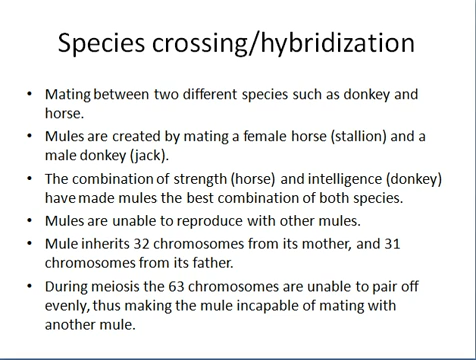 Species crossing/hybridization
• Mating between two different species such as donkey and
horse.
• Mules are created by mating a female horse (stallion) and a
male donkey (jack).
• The combination of strength (horse) and intelligence (donkey)
have made mules the best combination of both species.
• Mules are unable to reproduce with other mules.
• Mule inherits 32 chromosomes from its mother, and 31
chromosomes from its father.
• During meiosis the 63 chromosomes are unable to pair off
evenly, thus making the mule incapable of mating with
another mule.